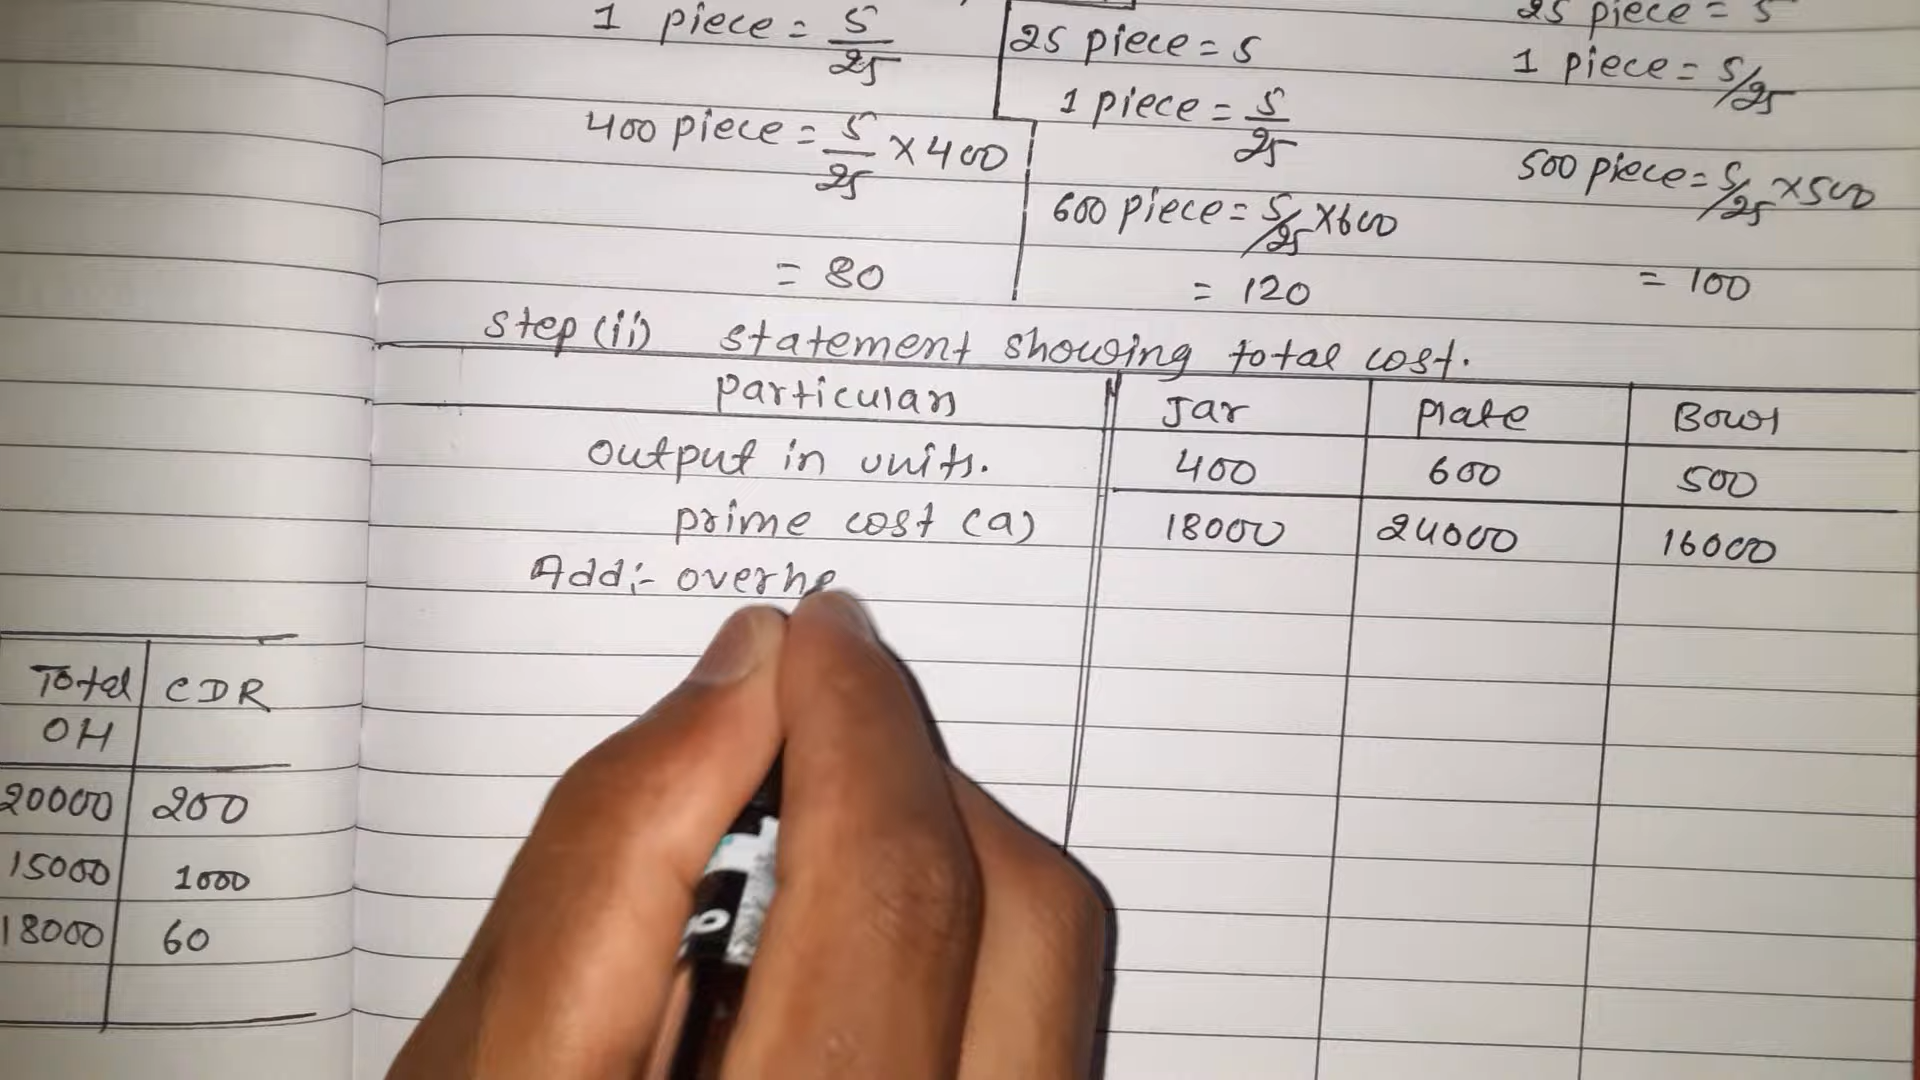 1 piece = 5/25
400 piece = 5/25 × 400
= 80
25 piece = 5
1 piece = 5/25
600 piece = 5/25 × 600
= 120
25 piece = 5
1 piece = 5/25
500 piece = 5/25 × 500
= 100
Step (ii) statement showing total cost.
Particulars Jar Plate Bowl
output in units. 400 600 500
prime cost (a) 18000 24000 16000
Add:- overhe
Total OH CDR
20000 200
15000 1000
18000 60